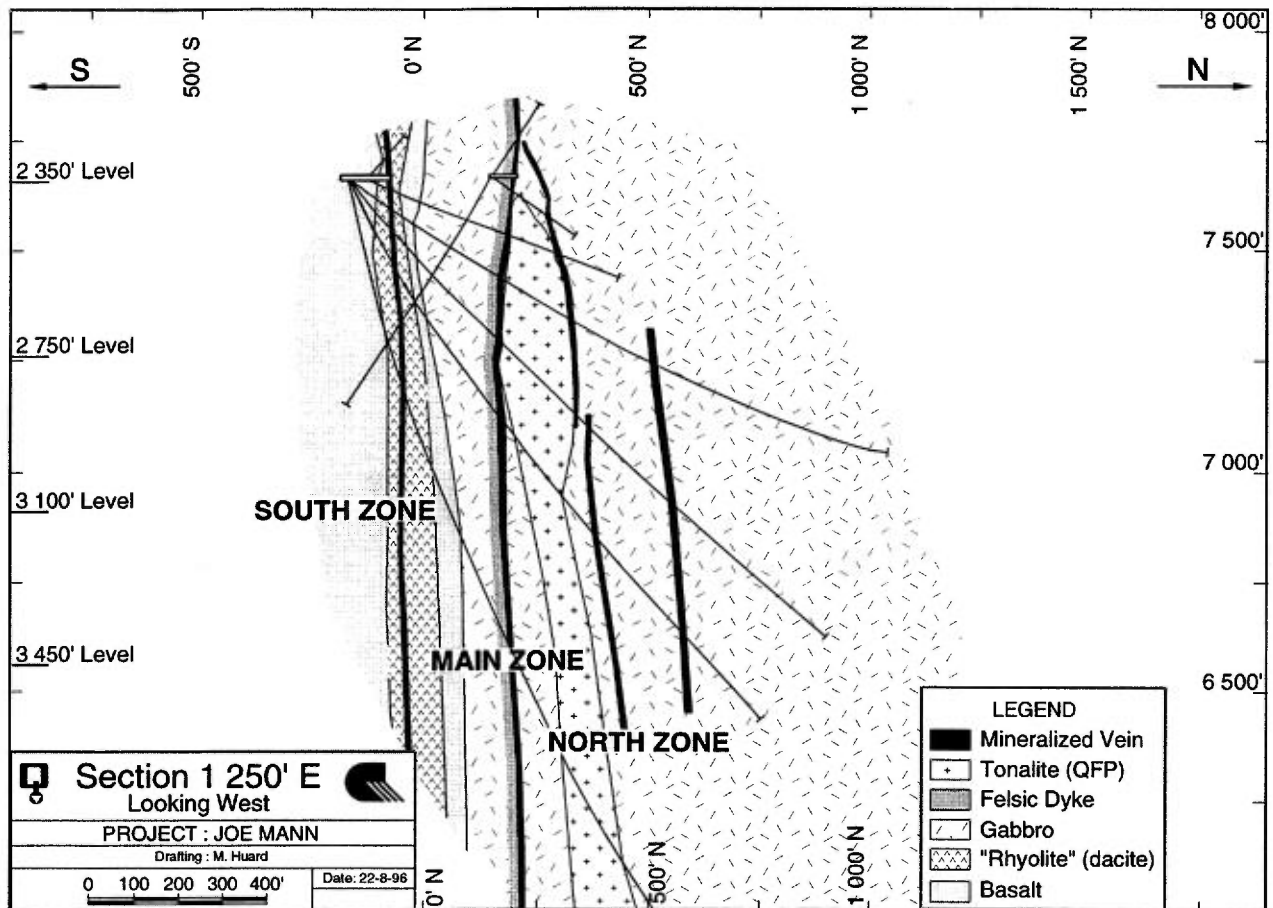 8 000'
500' S
0' N
500' N
1 000' N
1 500' N
S
N
2 350' Level
7 500'
2 750' Level
7 000'
3 100' Level
SOUTH ZONE
3 450' Level
MAIN ZONE
6 500'
NORTH ZONE
LEGEND
Mineralized Vein
Tonalite (QFP)
Felsic Dyke
Gabbro
"Rhyolite" (dacite)
Basalt
Section 1 250' E
Looking West
PROJECT : JOE MANN
Drafting : M. Huard
Date: 22-8-96
0 100 200 300 400'
0' N
500' N
1 000' N